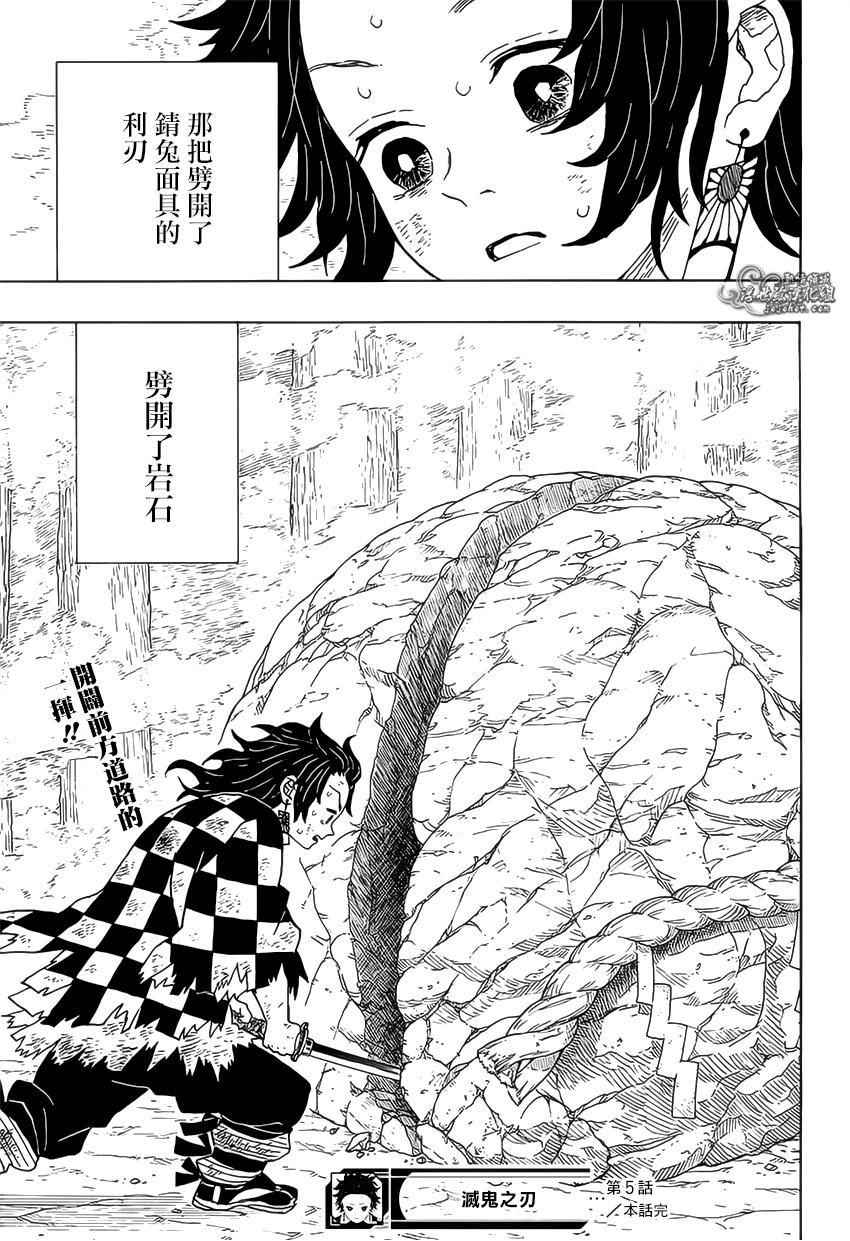 那把劈開了
錆兔面具的
利刃
劈開了岩石
開闢前方道路的
一揮!!
滅鬼之刃
…第5話
…／本話完